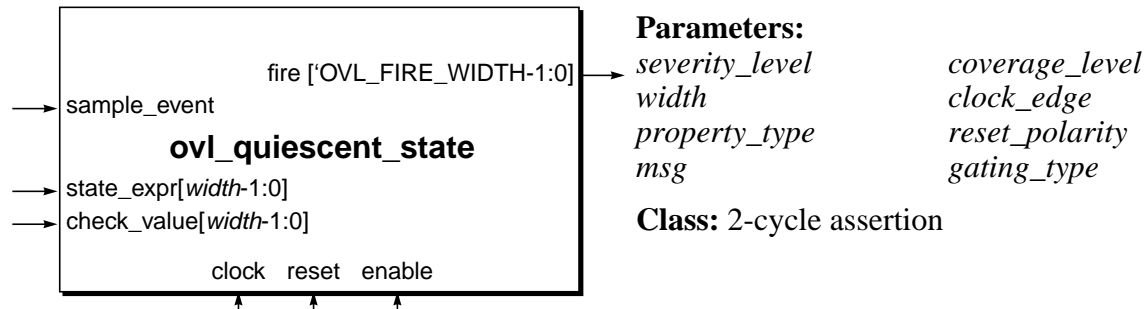 fire [‘OVL_FIRE_WIDTH-1:0]
sample_event
ovl_quiescent_state
state_expr[width-1:0]
check_value[width-1:0]
clock reset enable
Parameters:
severity_level coverage_level
width clock_edge
property_type reset_polarity
msg gating_type
Class: 2-cycle assertion